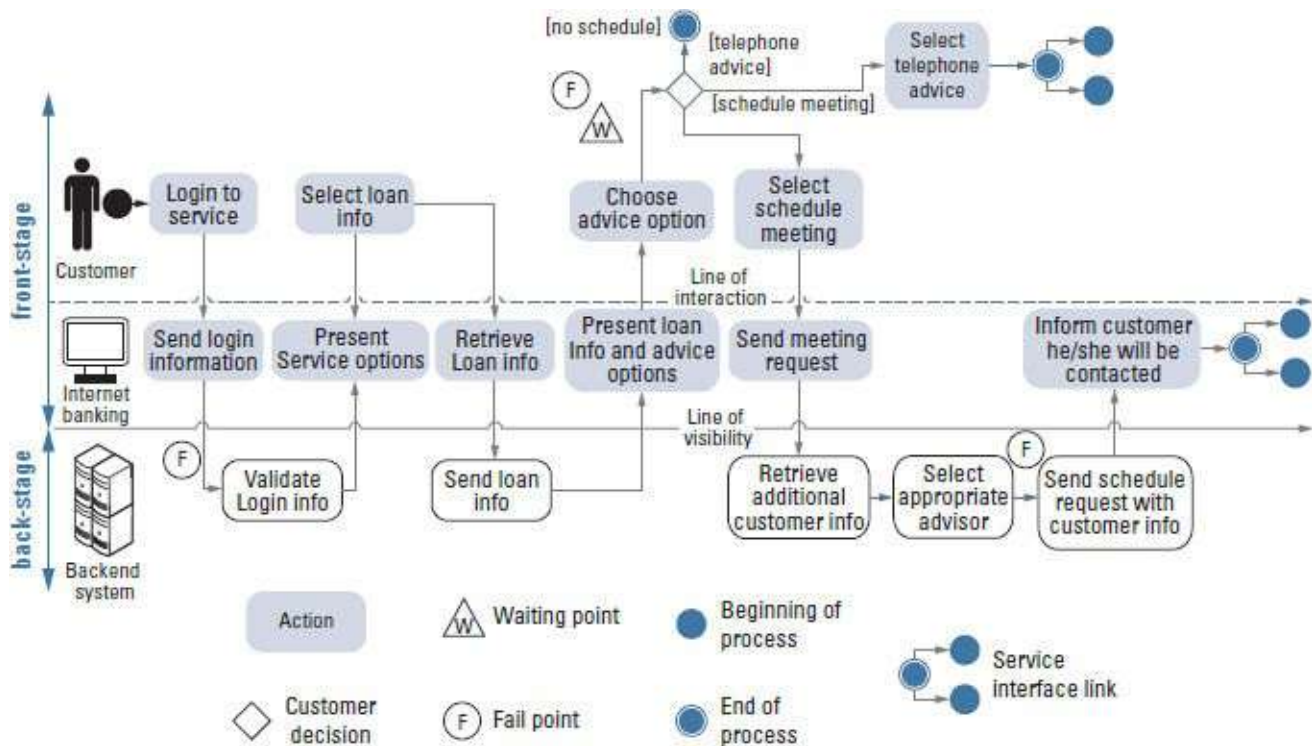 [no schedule]
[telephone
advice]
Select
telephone
advice
F
W
[schedule meeting]
front-stage
Customer
Login to
service
Select loan
info
Choose
advice option
Select
schedule
meeting
Line of
interaction
Internet
banking
Send login
information
Present
Service options
Retrieve
Loan info
Present loan
Info and advice
options
Send meeting
request
Inform customer
he/she will be
contacted
Line of
visibility
back-stage
Backend
system
F
Validate
Login info
Send loan
info
Retrieve
additional
customer info
Select
appropriate
advisor
F
Send schedule
request with
customer info
Action
W
Waiting point
Beginning of
process
Service
interface link
Customer
decision
F
Fail point
End of
process